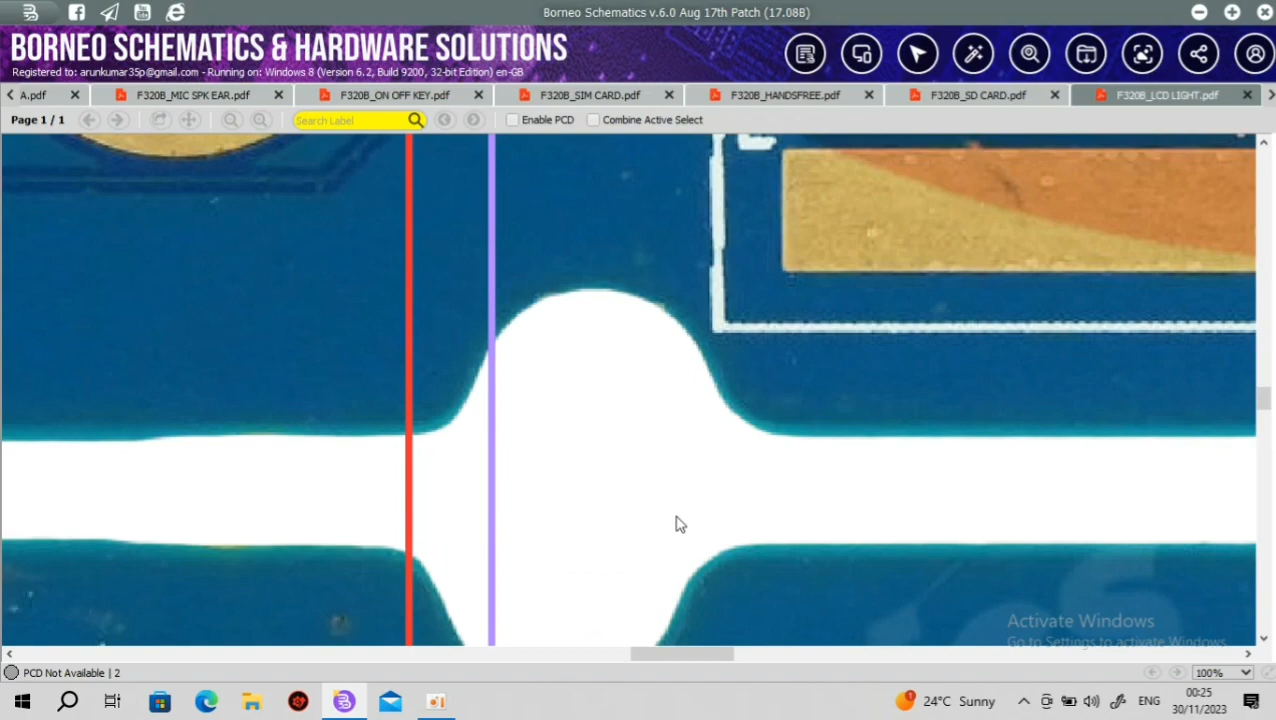 Borneo Schematics v.6.0 Aug 17th Patch (17.08B)
BORNEO SCHEMATICS & HARDWARE SOLUTIONS
Registered to: arunkumar35p@gmail.com - Running on: Windows 8 (Version 6.2, Build 9200, 32-bit Edition) en-GB
A.pdf F320B_MIC SPK EAR.pdf F320B_ON OFF KEY.pdf F320B_SIM CARD.pdf F320B_HANDSFREE.pdf F320B_SD CARD.pdf F320B_LCD LIGHT.pdf
Page 1 / 1 Search Label Enable PCD Combine Active Select
Activate Windows
Go to Settings to activate Windows.
PCD Not Available | 2 100%
24°C Sunny ENG 00:25
30/11/2023